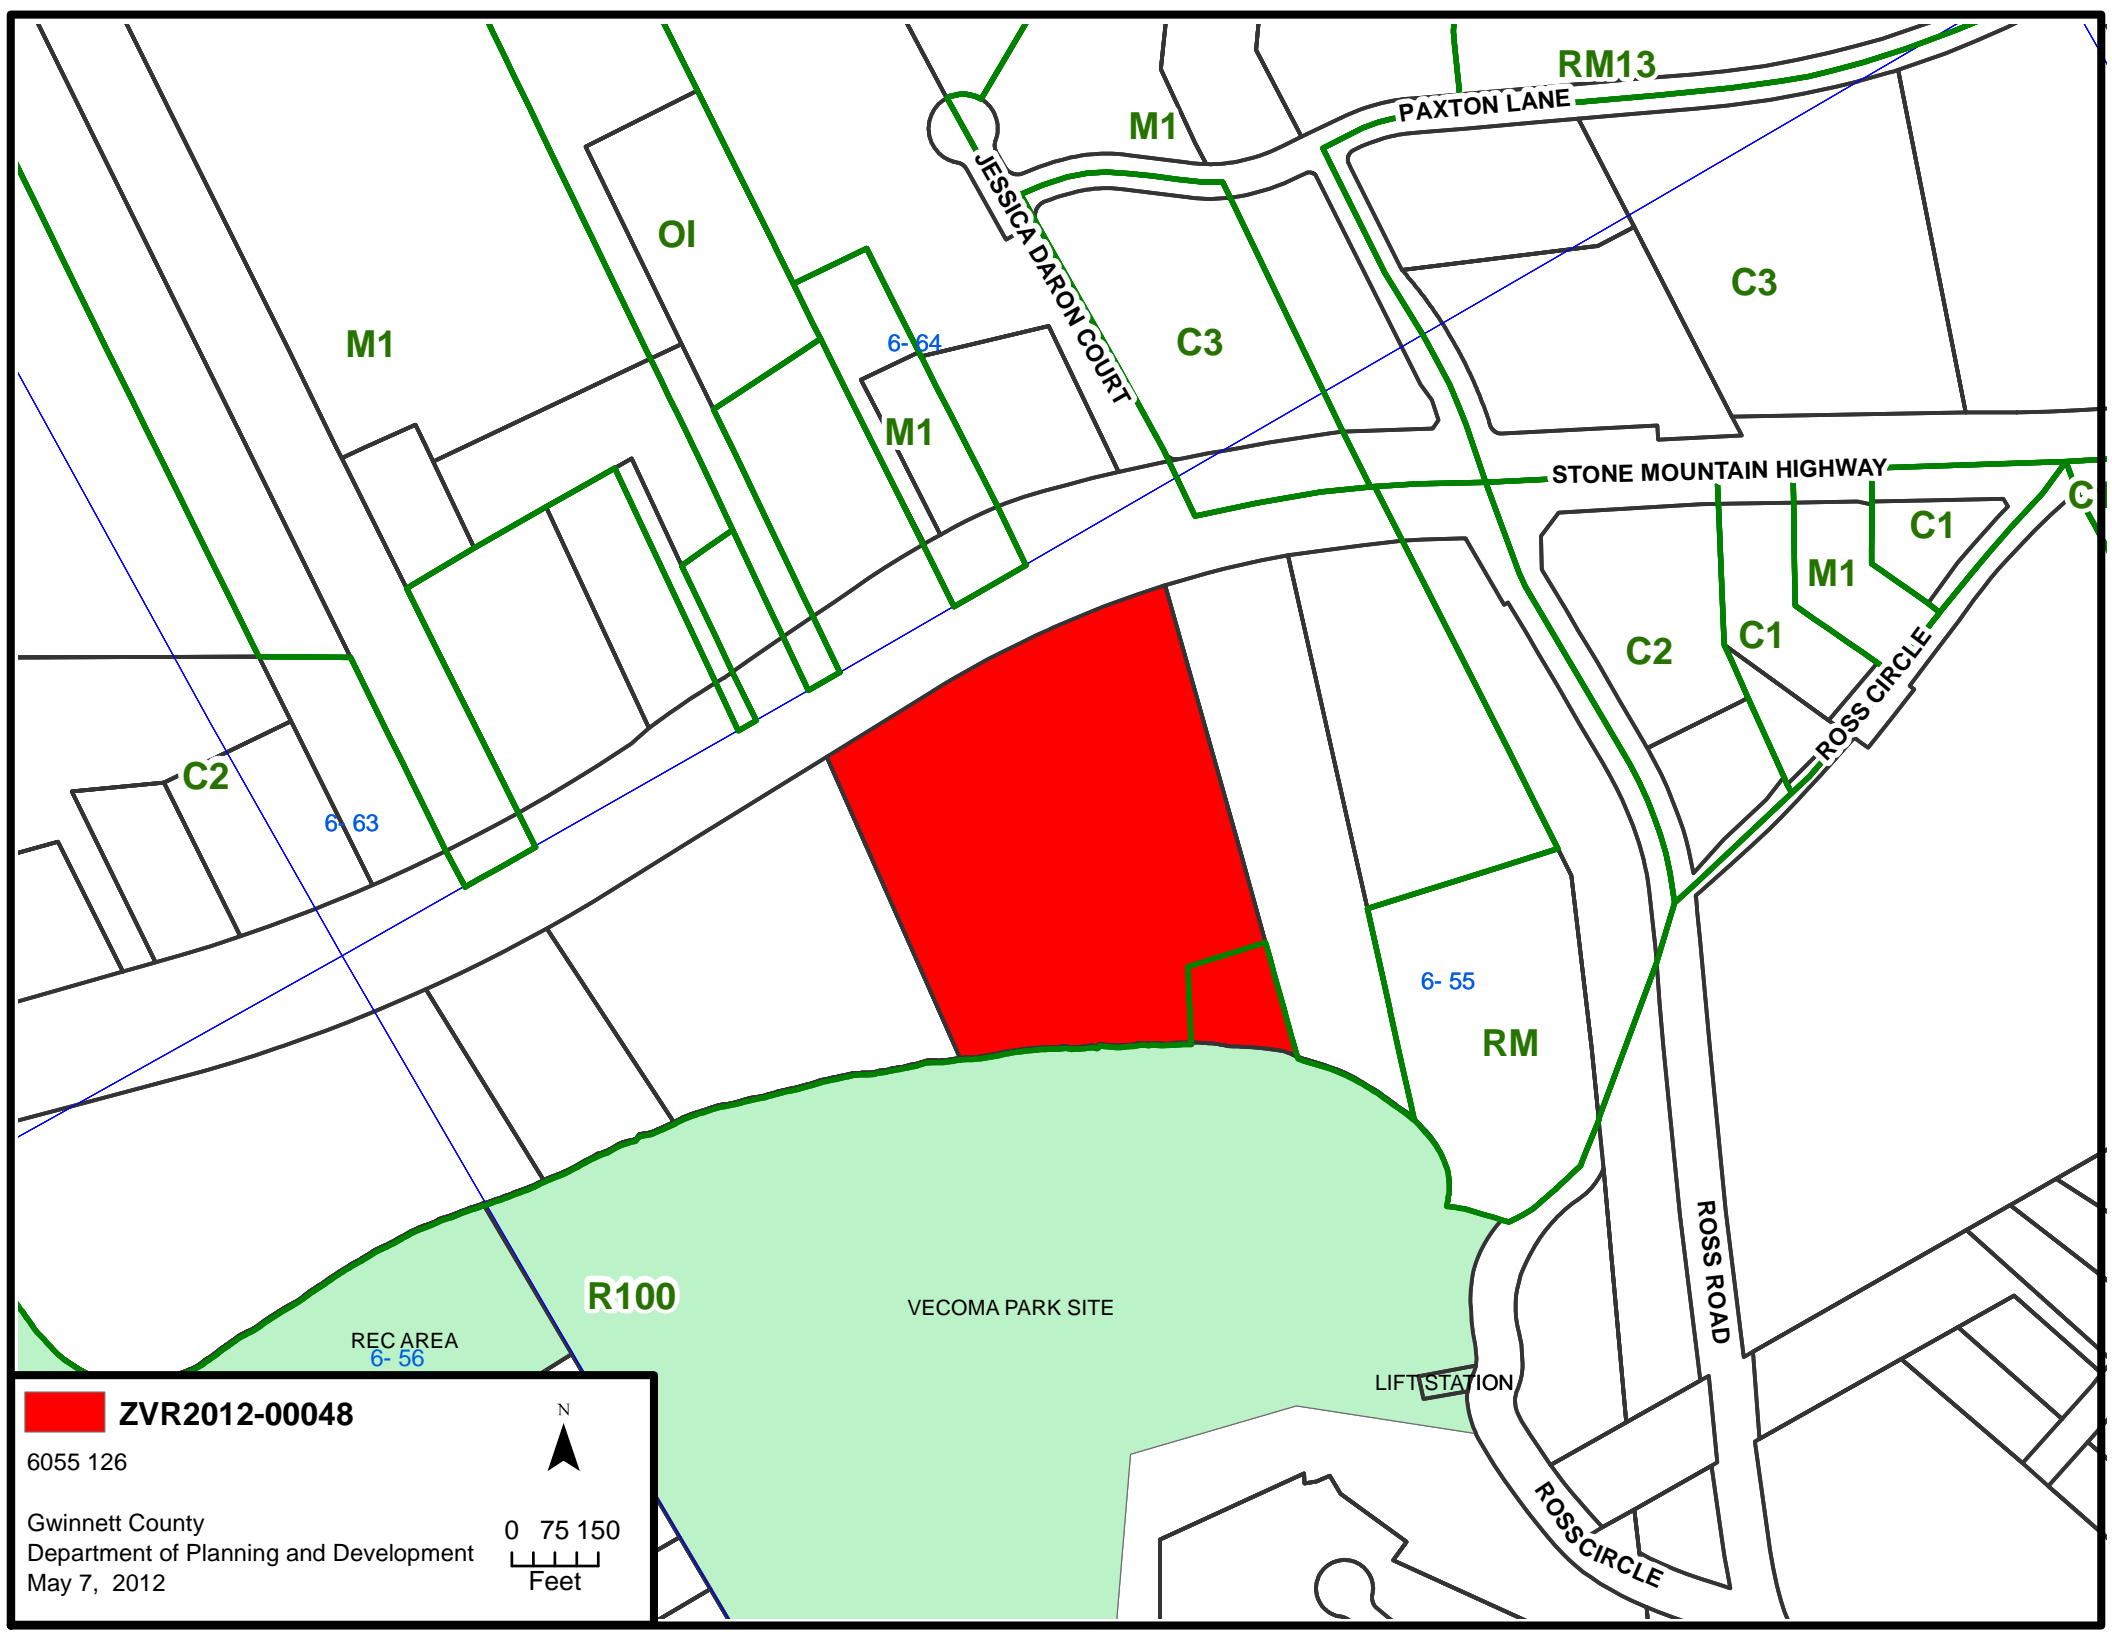 RM13
PAXTON LANE
M1
JESSICA DARON COURT
OI
C3
C3
M1
6- 64
M1
STONE MOUNTAIN HIGHWAY
C
C1
M1
C1
C2
ROSS CIRCLE
C2
6- 63
6- 55
RM
ROSS ROAD
R100
VECOMA PARK SITE
REC AREA
6- 56
LIFT STATION
ROSS CIRCLE
ZVR2012-00048
N
6055 126
Gwinnett County
Department of Planning and Development
May 7, 2012
0 75 150
Feet